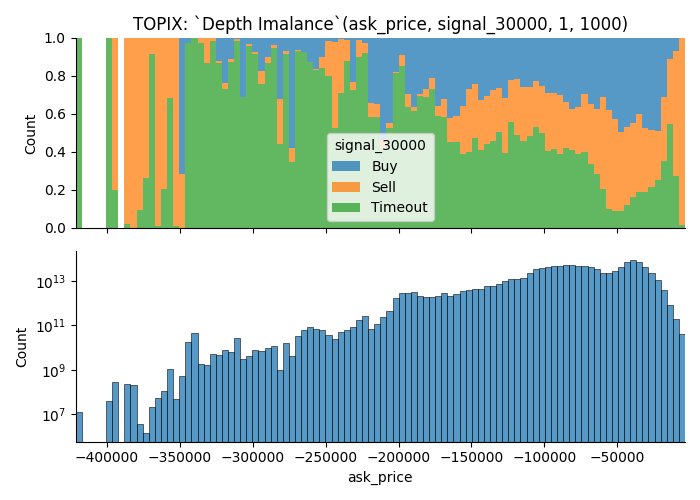 TOPIX: `Depth Imalance`(ask_price, signal_30000, 1, 1000)
1.0
0.8
0.6
0.4
0.2
0.0
Count
signal_30000
Buy
Sell
Timeout
10^13
10^11
10^9
10^7
Count
−400000 −350000 −300000 −250000 −200000 −150000 −100000 −50000
ask_price